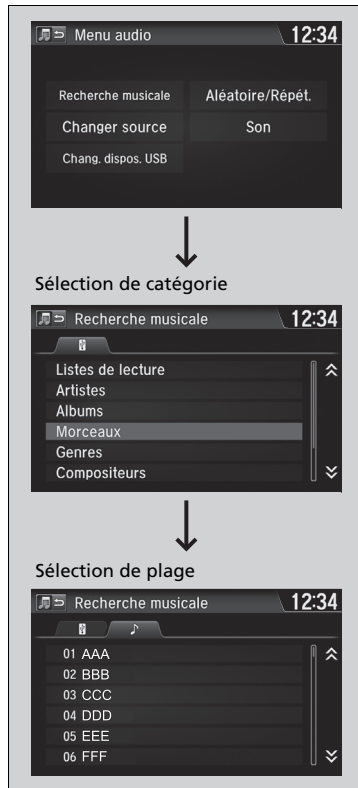 Menu audio 12:34
Recherche musicale Aléatoire/Répét.
Changer source Son
Chang. dispos. USB
Sélection de catégorie
Recherche musicale 12:34
Listes de lecture
Artistes
Albums
Morceaux
Genres
Compositeurs
Sélection de plage
Recherche musicale 12:34
01 AAA
02 BBB
03 CCC
04 DDD
05 EEE
06 FFF